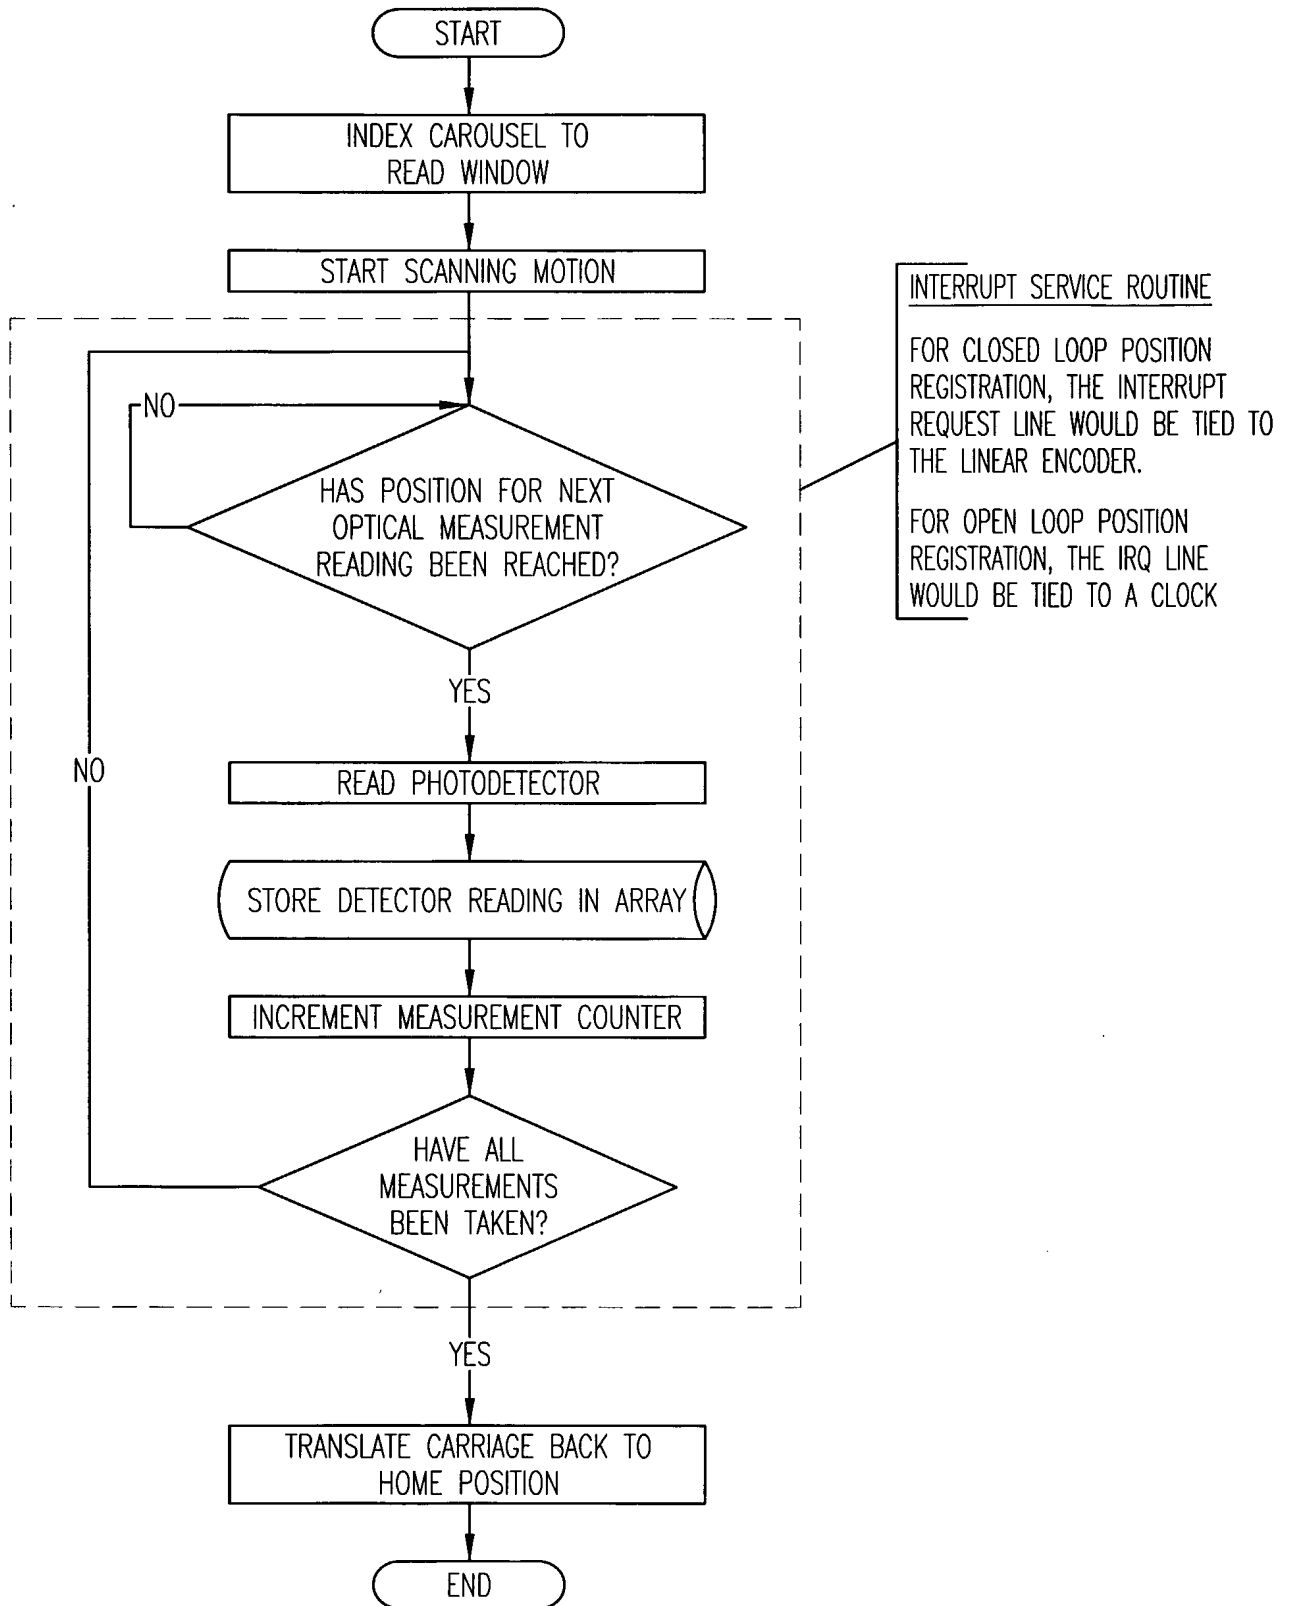 START
INDEX CAROUSEL TO
READ WINDOW
START SCANNING MOTION
INTERRUPT SERVICE ROUTINE
FOR CLOSED LOOP POSITION
REGISTRATION, THE INTERRUPT
REQUEST LINE WOULD BE TIED TO
THE LINEAR ENCODER.
FOR OPEN LOOP POSITION
REGISTRATION, THE IRQ LINE
WOULD BE TIED TO A CLOCK
NO
HAS POSITION FOR NEXT
OPTICAL MEASUREMENT
READING BEEN REACHED?
YES
NO
READ PHOTODETECTOR
STORE DETECTOR READING IN ARRAY
INCREMENT MEASUREMENT COUNTER
HAVE ALL
MEASUREMENTS
BEEN TAKEN?
YES
TRANSLATE CARRIAGE BACK TO
HOME POSITION
END